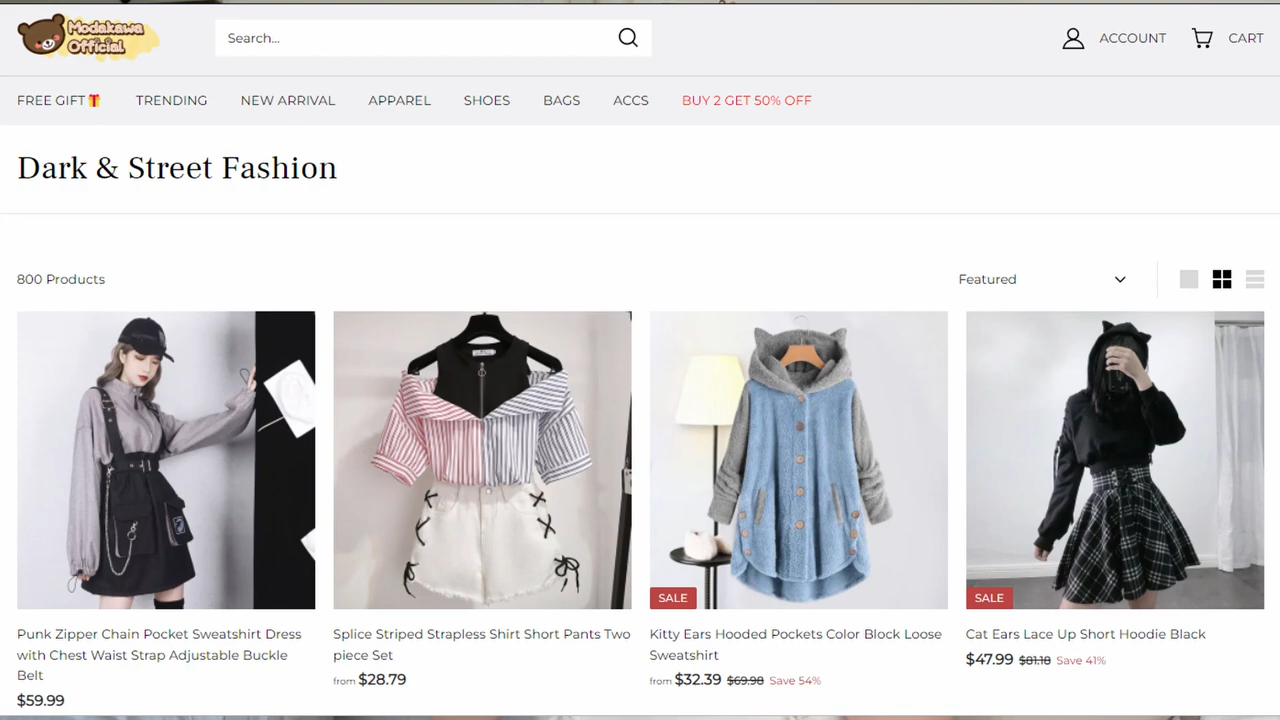 Modakawa
Official
Search...
ACCOUNT
CART
FREE GIFT🎁
TRENDING
NEW ARRIVAL
APPAREL
SHOES
BAGS
ACCS
BUY 2 GET 50% OFF
Dark & Street Fashion
800 Products
Featured
SALE
SALE
Punk Zipper Chain Pocket Sweatshirt Dress
with Chest Waist Strap Adjustable Buckle
Belt
$59.99
Splice Striped Strapless Shirt Short Pants Two
piece Set
from $28.79
Kitty Ears Hooded Pockets Color Block Loose
Sweatshirt
from $32.39 $69.98 Save 54%
Cat Ears Lace Up Short Hoodie Black
$47.99 $81.18 Save 41%